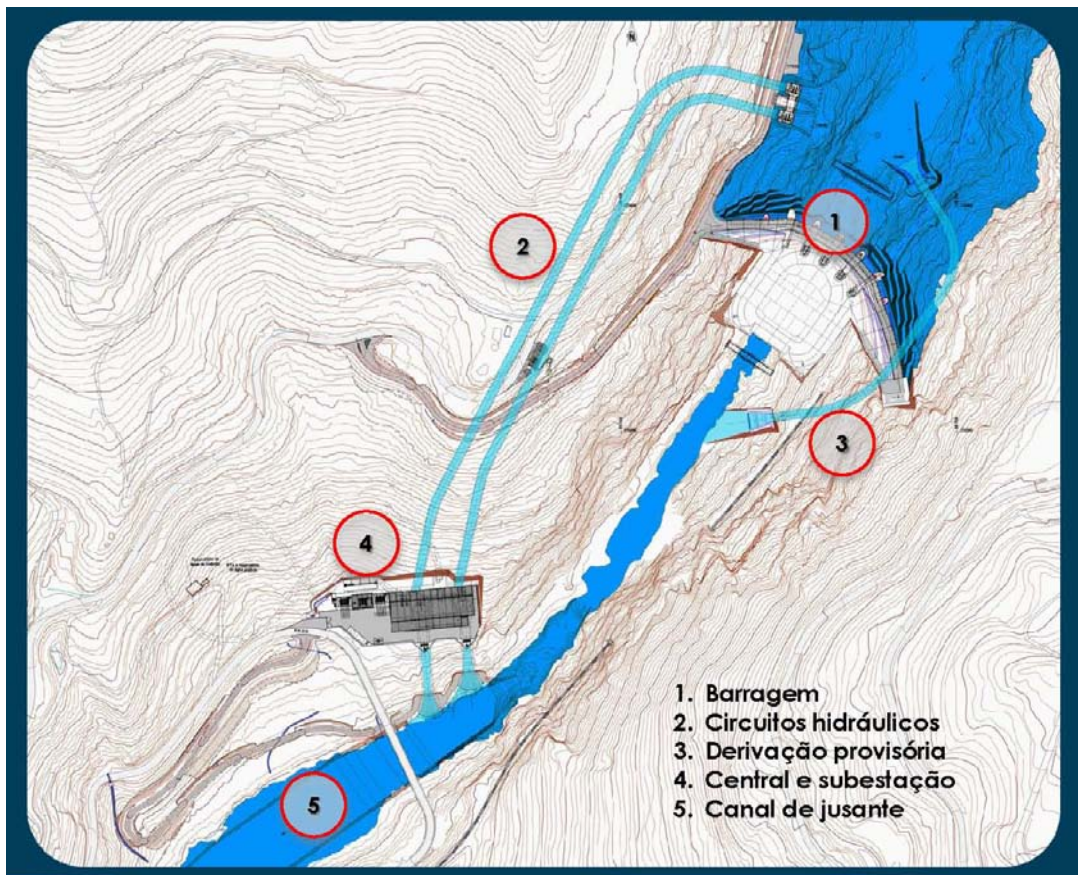 N
1
2
3
4
5
1. Barragem
2. Circuitos hidráulicos
3. Derivação provisória
4. Central e subestação
5. Canal de jusante